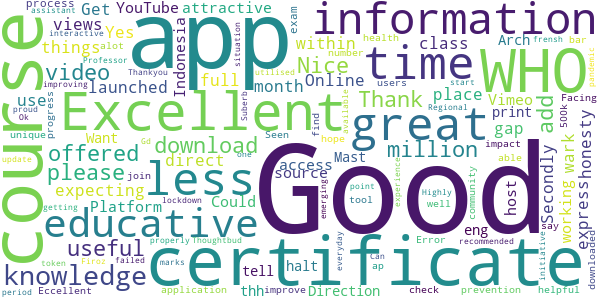 process
assistant
Get
YouTube
attractive
interactive
alot
views
Yes
within
exam
Professor
things
improving
launched
full
class
Arch
frensh
bar
video
Nice
Online
number
health
situation
information
app
time
WHO
course
Indonesia
month
users
start
pandemic
use
Thankyou
utilised
Regional
proud
Ok
progress
Excellent
great
Thank
place
Vimeo
Facing
unique
Gd
Suberb
Seen
print
add
500k
download
million
gap
available
Want
offered
direct
access
Mast
find
impact
able
please
less
source
hope
host
Secondly
working
wark
express
honesty
expecting
Platform
Could
emerging
point
tool
Highly
well
community
experience
everyday
update
join
lockdown
one
Good
educative
useful
eng
recommended
say
initiative
downloaded
getting
properly
Thoughtbud
Error
knowledge
certificate
tell
halt
Can
ap
token
Firoz
failed
marks
thh
Direction
period
Eccellent
application
improve
check
prevention
helpful